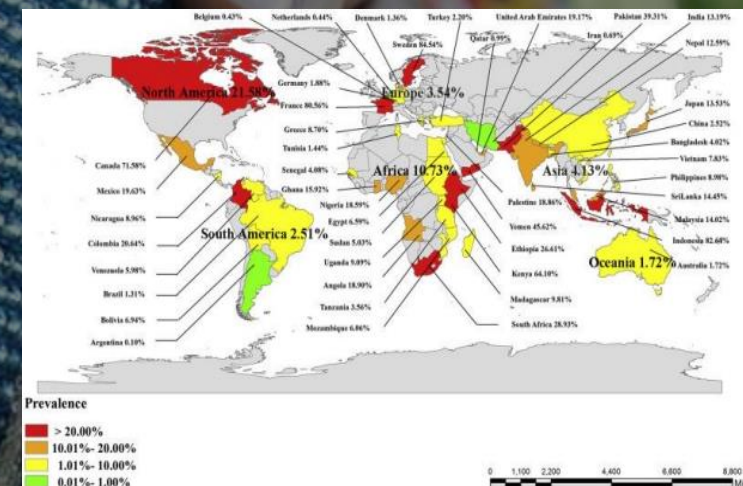 Belgium 0.43% Netherlands 0.44% Denmark 1.36% Turkey 2.20% United Arab Emirates 19.17% Pakistan 39.31% India 13.19%
Sweden 84.54% Qatar 0.99% Iran 0.69% Nepal 12.59%
North America 21.58%
Germany 1.88%
Europe 3.54%
France 80.56%
Japan 13.53%
China 2.52%
Greece 8.70%
Bangladesh 4.02%
Tunisia 1.44%
Vietnam 7.83%
Canada 71.58%
Senegal 4.08%
Africa 10.73%
Asia 4.13%
Philippines 8.98%
Mexico 19.63%
Ghana 15.92%
SriLanka 14.45%
Nicaragua 8.96%
Nigeria 18.59%
Palestine 18.86%
Malaysia 14.02%
Colombia 20.64%
Egypt 6.59%
Yemen 45.62%
Indonesia 82.68%
South America 2.51%
Sudan 5.03%
Ethiopia 26.61%
Oceania 1.72%
Australia 1.72%
Venezuela 5.98%
Uganda 9.09%
Kenya 64.10%
Brazil 1.31%
Angola 18.90%
Madagascar 9.81%
Bolivia 6.94%
Tanzania 3.56%
South Africa 28.93%
Argentina 0.10%
Mozambique 6.86%
Prevalence
> 20.00%
10.01%- 20.00%
1.01%- 10.00%
0.01%- 1.00%
0 1,100 2,200 4,400 6,600 8,800